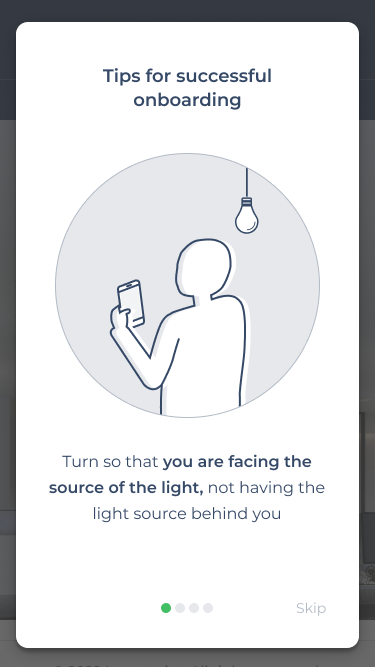 Tips for successful
onboarding
Turn so that you are facing the
source of the light, not having the
light source behind you
Skip